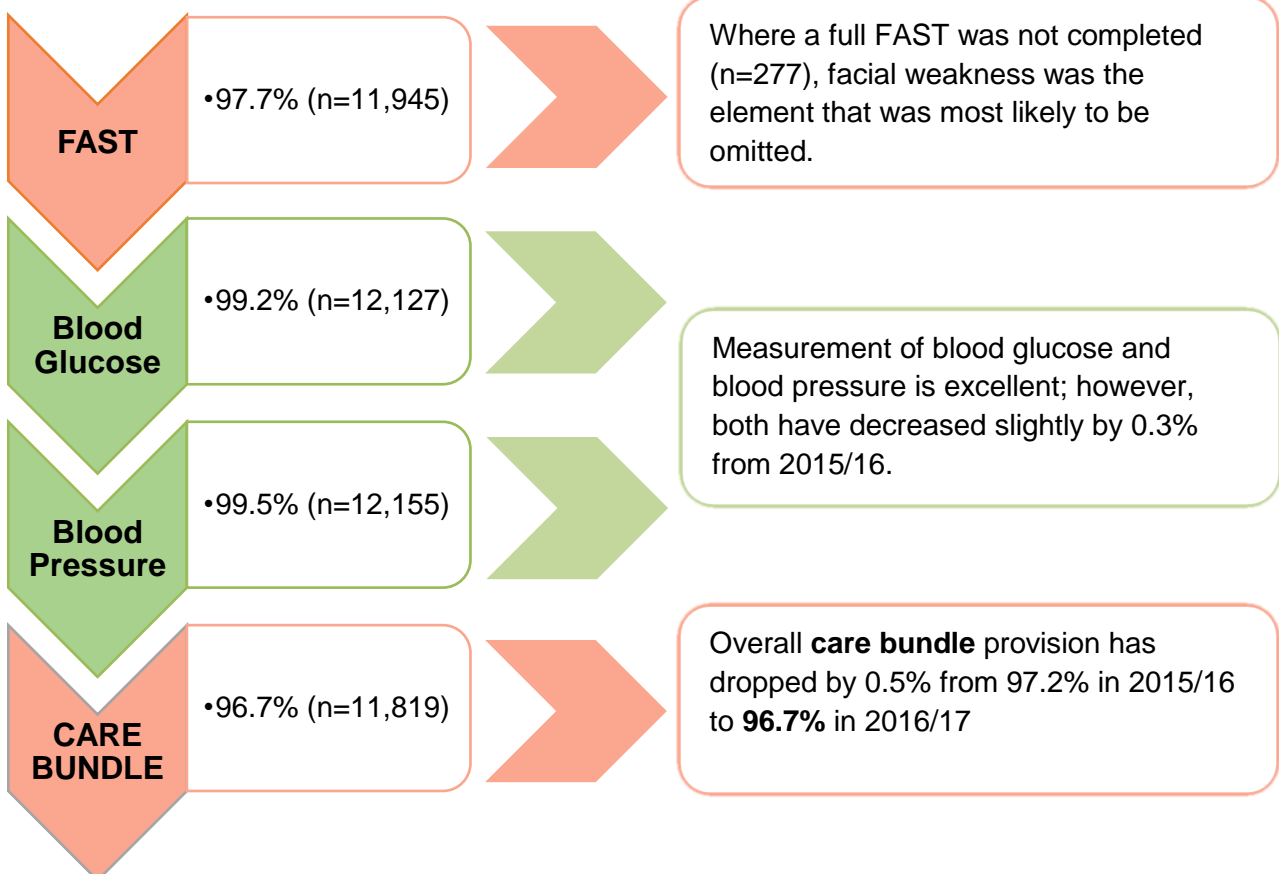 FAST
•97.7% (n=11,945)
Where a full FAST was not completed
(n=277), facial weakness was the
element that was most likely to be
omitted.
Blood
Glucose
•99.2% (n=12,127)
Measurement of blood glucose and
blood pressure is excellent; however,
both have decreased slightly by 0.3%
from 2015/16.
Blood
Pressure
•99.5% (n=12,155)
CARE
BUNDLE
•96.7% (n=11,819)
Overall care bundle provision has
dropped by 0.5% from 97.2% in 2015/16
to 96.7% in 2016/17